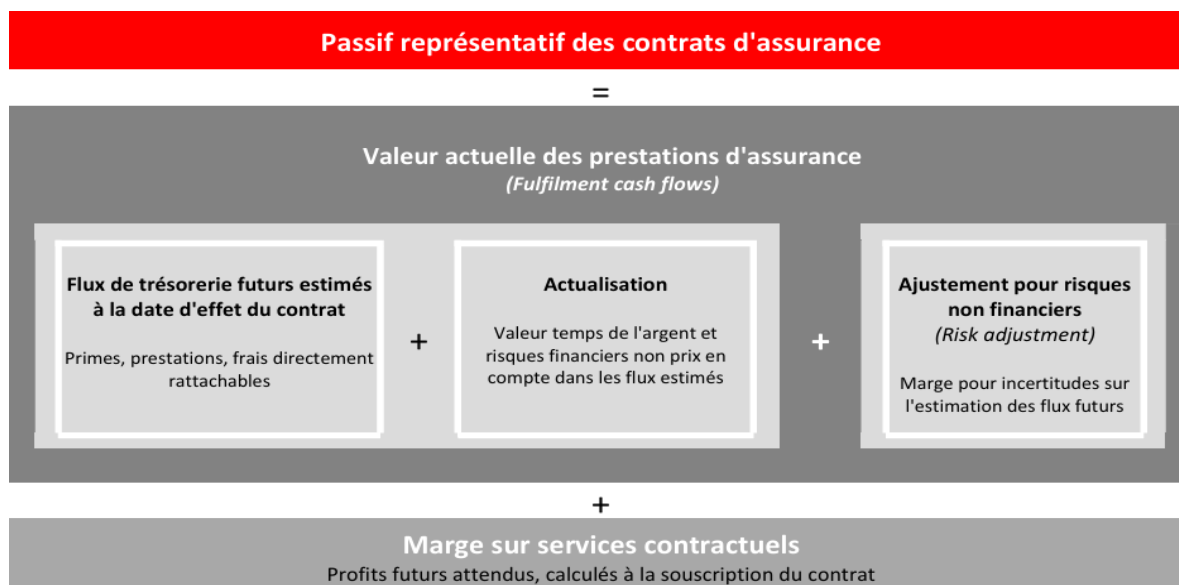 Passif représentatif des contrats d'assurance
=
Valeur actuelle des prestations d'assurance
(Fulfilment cash flows)
Flux de trésorerie futurs estimés
à la date d'effet du contrat
Primes, prestations, frais directement
rattachables
+
Actualisation
Valeur temps de l'argent et
risques financiers non prix en
compte dans les flux estimés
+
Ajustement pour risques
non financiers
(Risk adjustment)
Marge pour incertitudes sur
l'estimation des flux futurs
+
Marge sur services contractuels
Profits futurs attendus, calculés à la souscription du contrat